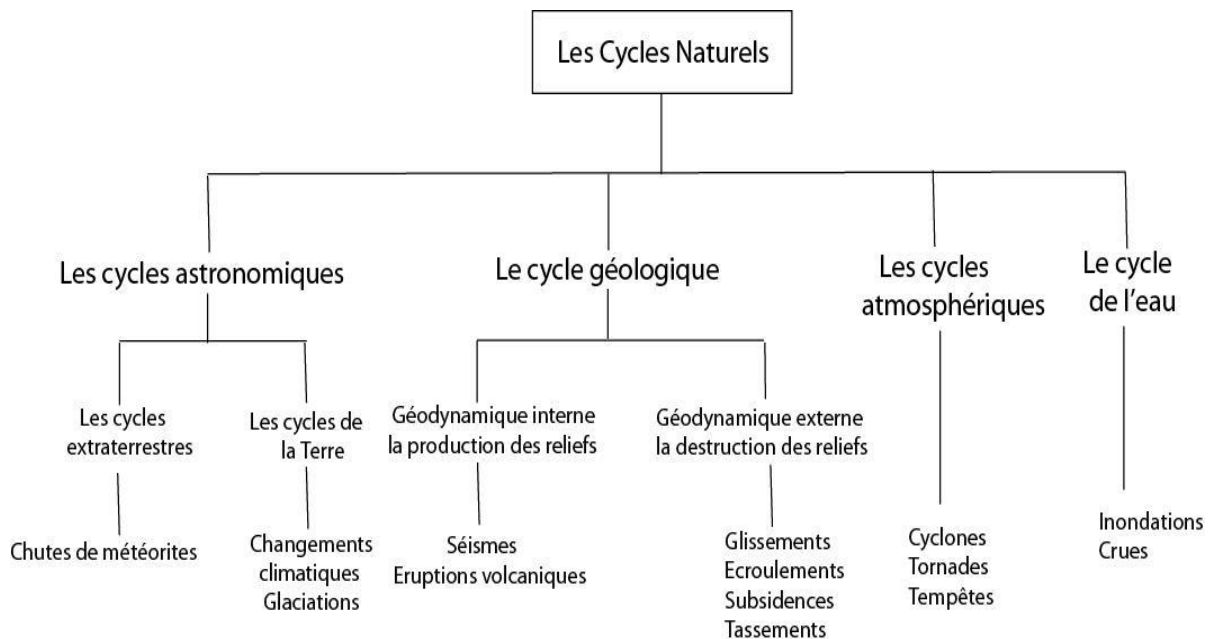 Les Cycles Naturels
Les cycles astronomiques
Le cycle géologique
Les cycles
atmosphériques
Le cycle
de l'eau
Les cycles
extraterrestres
Les cycles de
la Terre
Géodynamique interne
la production des reliefs
Géodynamique externe
la destruction des reliefs
Chutes de météorites
Changements
climatiques
Glaciations
Séismes
Eruptions volcaniques
Glissements
Ecroulements
Subsidences
Tassements
Cyclones
Tornades
Tempêtes
Inondations
Crues